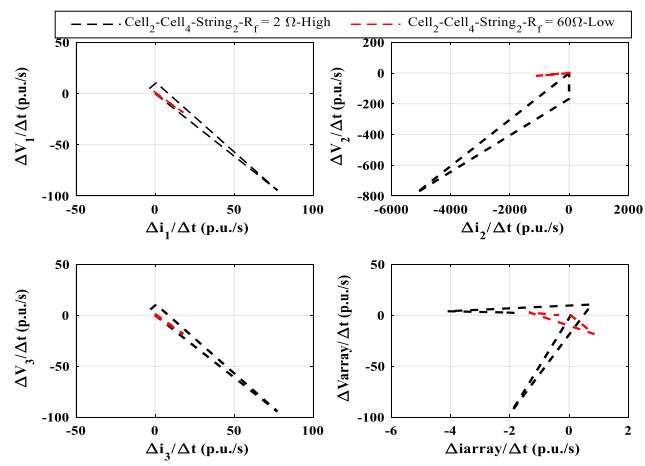 Cell2-Cell4-String2-Rf = 2 Ω-High   Cell2-Cell4-String2-Rf = 60Ω-Low
50
0
-50
-100
-50 0 50 100
ΔV1/Δt (p.u./s)
Δi1/Δt (p.u./s)
200
0
-200
-400
-600
-800
-6000 -4000 -2000 0 2000
ΔV2/Δt (p.u./s)
Δi2/Δt (p.u./s)
50
0
-50
-100
-50 0 50 100
ΔV3/Δt (p.u./s)
Δi3/Δt (p.u./s)
50
0
-50
-100
-6 -4 -2 0 2
ΔVarray/Δt (p.u./s)
Δiarray/Δt (p.u./s)